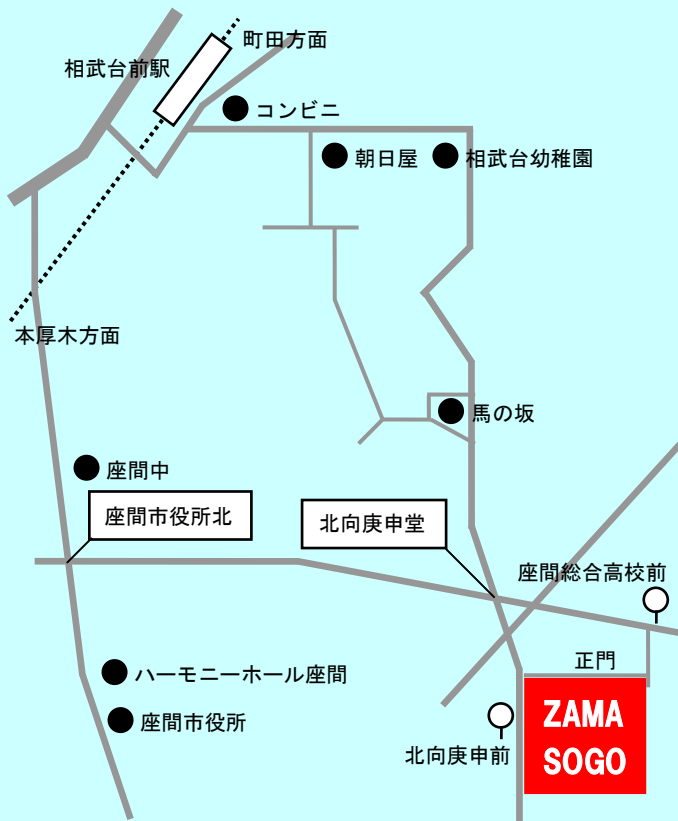 町田方面
相武台前駅
コンビニ
朝日屋
相武台幼稚園
本厚木方面
馬の坂
座間中
座間市役所北
北向庚申堂
座間総合高校前
正門
ハーモニーホール座間
座間市役所
北向庚申前
ZAMA
SOGO